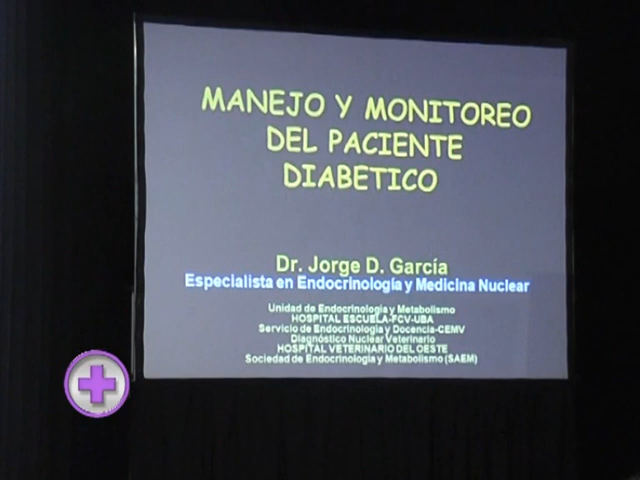 MANEJO Y MONITOREO
DEL PACIENTE
DIABETICO
Dr. Jorge D. García
Especialista en Endocrinología y Medicina Nuclear
Unidad de Endocrinología y Metabolismo
HOSPITAL ESCUELA-FCV-UBA
Servicio de Endocrinología y Docencia-CEMV
Diagnóstico Nuclear Veterinario
HOSPITAL VETERINARIO DEL OESTE
Sociedad de Endocrinología y Metabolismo (SAEM)